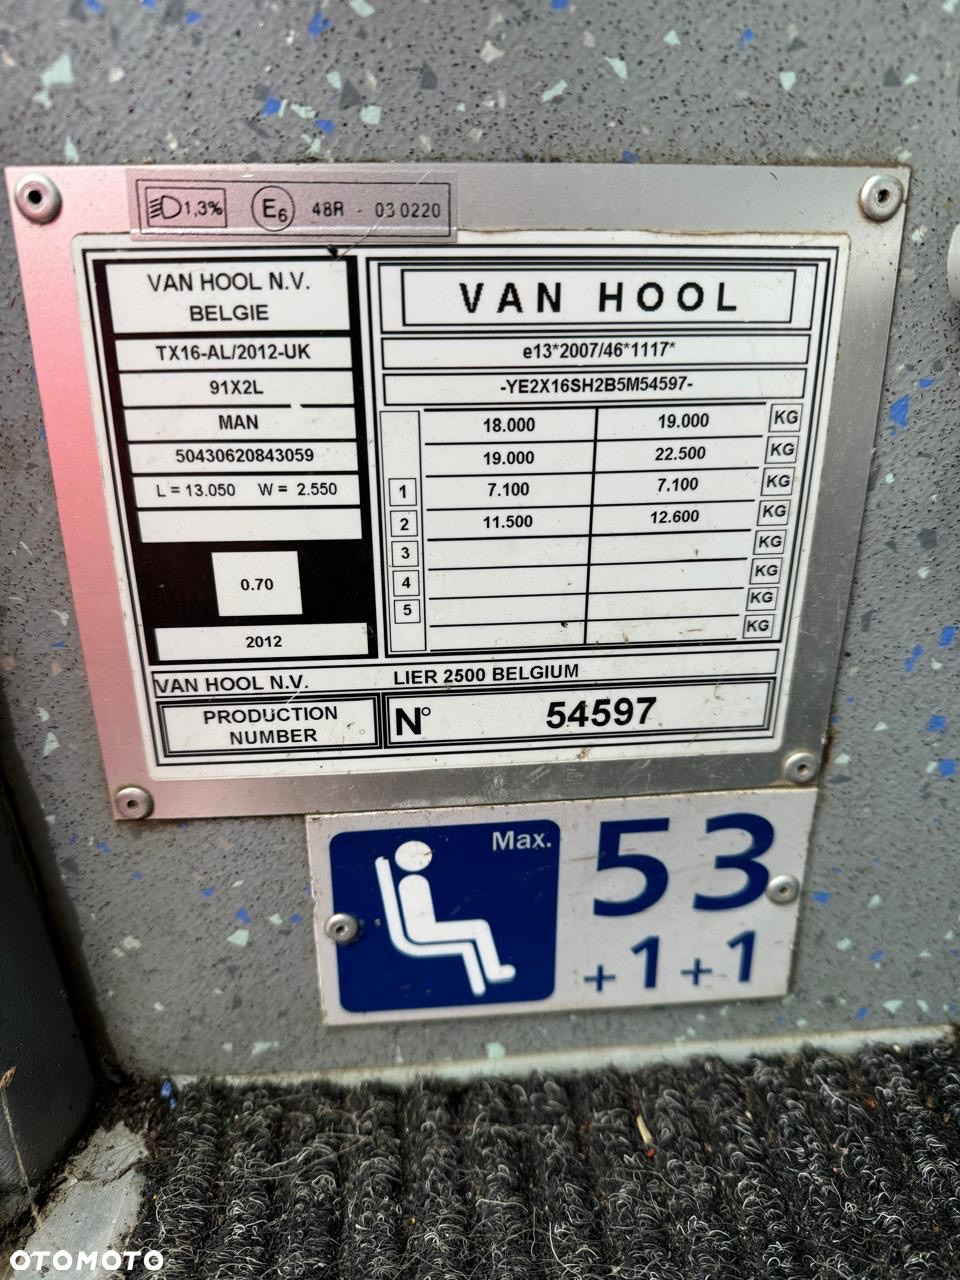 1,3% E6 48R - 03 0220
VAN HOOL N.V.
BELGIE
TX16-AL/2012-UK
91X2L
MAN
50430620843059
L = 13.050 W = 2.550
0.70
2012
VAN HOOL
e13*2007/46*1117*
-YE2X16SH2B5M54597-
18.000 19.000 KG
19.000 22.500 KG
1 7.100 7.100 KG
2 11.500 12.600 KG
3 KG
4 KG
5 KG
KG
VAN HOOL N.V. LIER 2500 BELGIUM
PRODUCTION
NUMBER
N° 54597
Max. 53
+1+1
OTOMOTO